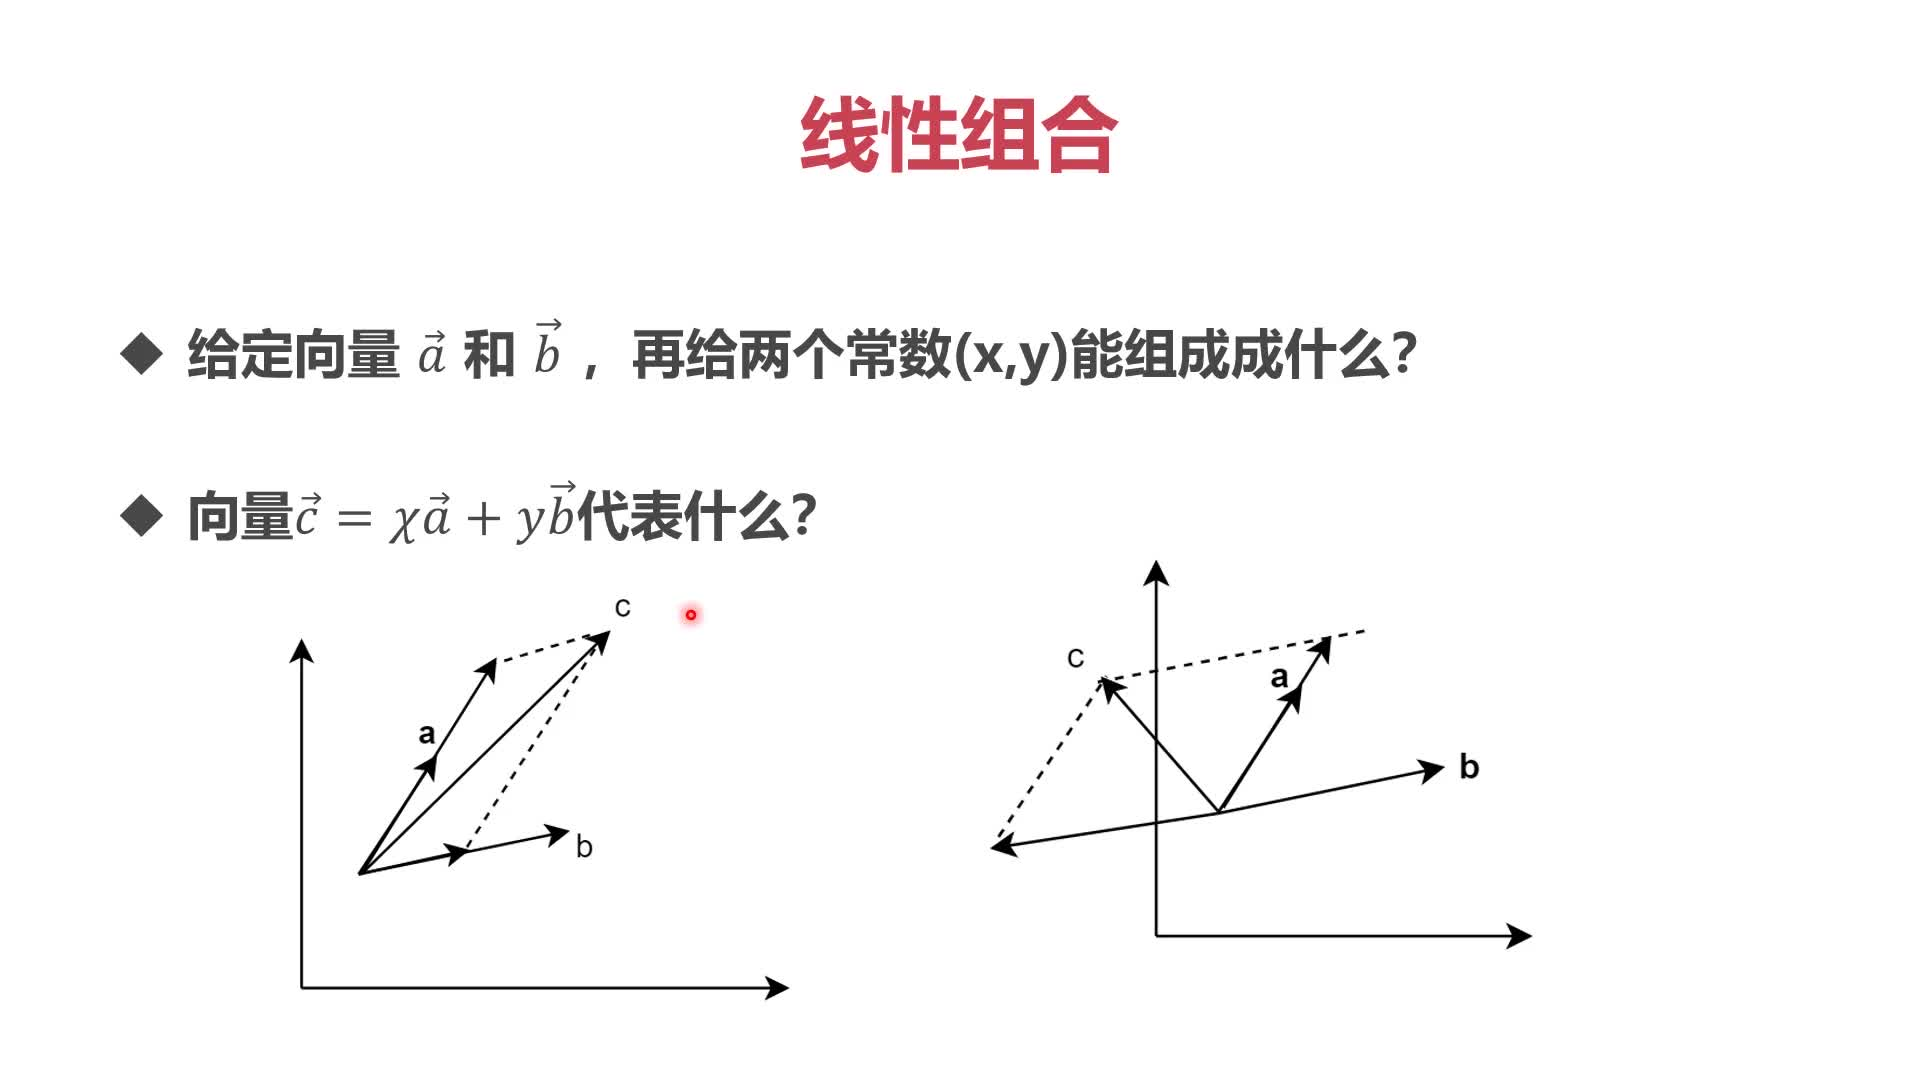 线性组合
◆ 给定向量 $\vec{a}$ 和 $\vec{b}$ ，再给两个常数(x,y)能组成成什么?
◆ 向量$\vec{c} = \chi\vec{a} + y\vec{b}$代表什么?
c
a
b
c
a
b